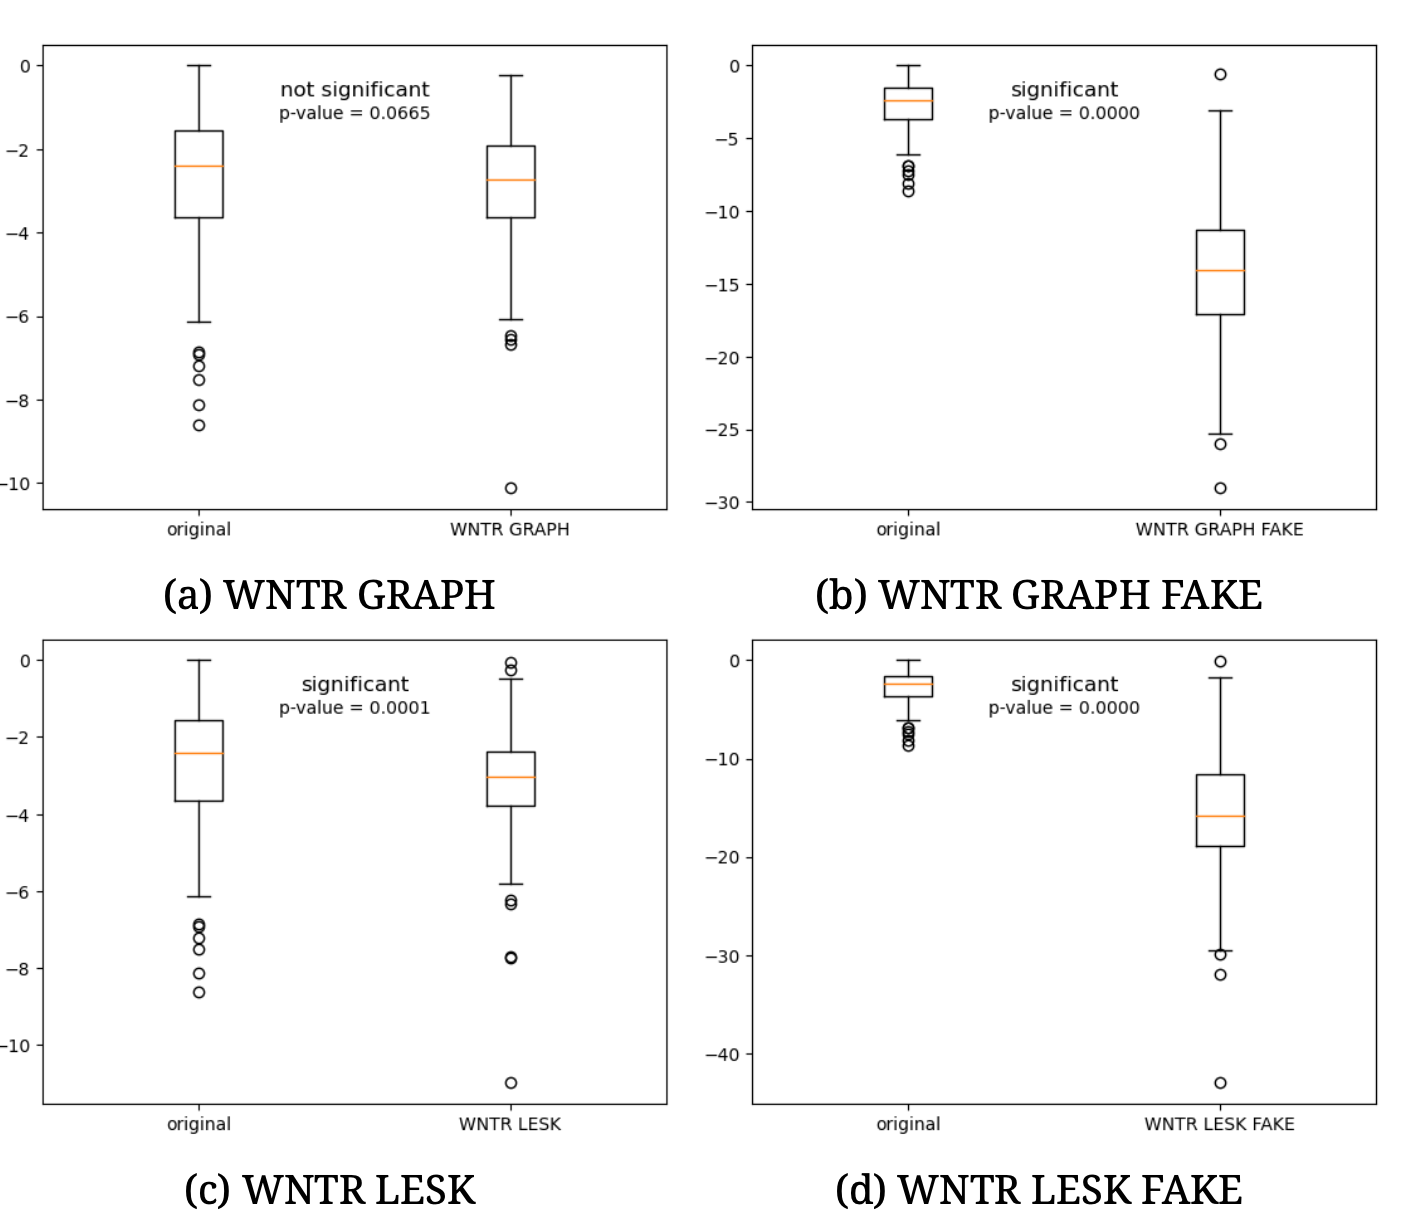 0
−2
−4
−6
−8
−10
not significant
p-value = 0.0665
original
WNTR GRAPH
(a) WNTR GRAPH
0
−5
−10
−15
−20
−25
−30
significant
p-value = 0.0000
original
WNTR GRAPH FAKE
(b) WNTR GRAPH FAKE
0
−2
−4
−6
−8
−10
significant
p-value = 0.0001
original
WNTR LESK
(c) WNTR LESK
0
−10
−20
−30
−40
significant
p-value = 0.0000
original
WNTR LESK FAKE
(d) WNTR LESK FAKE